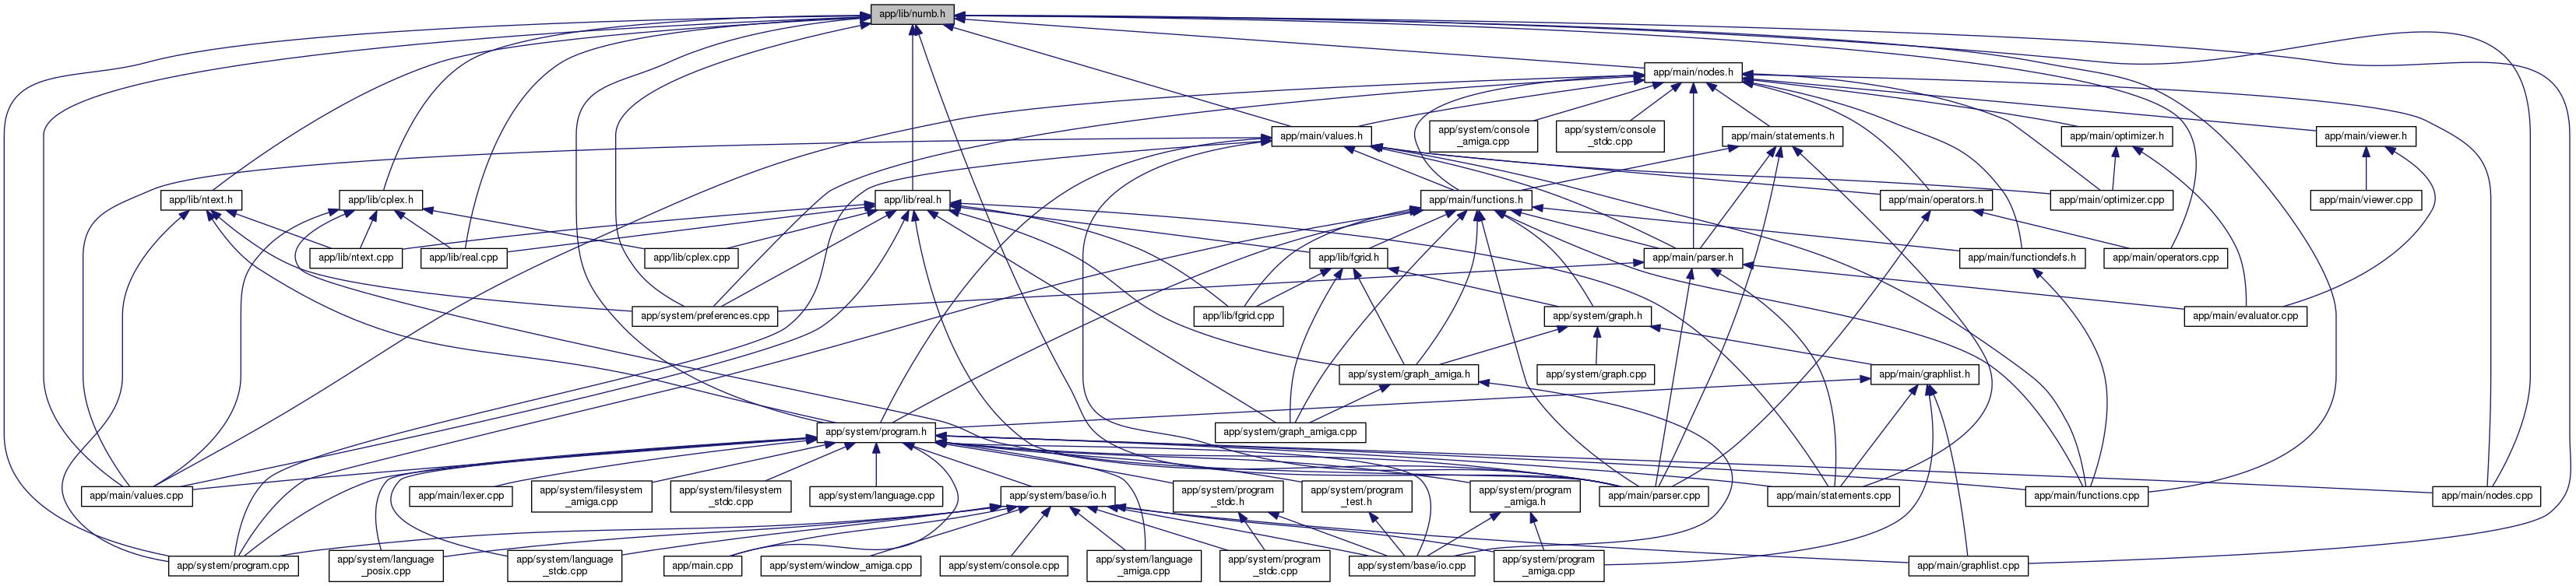 app/lib/numb.h
app/main/nodes.h
app/main/values.h
app/system/console
_amiga.cpp
app/system/console
_stdc.cpp
app/main/statements.h
app/main/optimizer.h
app/main/viewer.h
app/lib/ntext.h
app/lib/cplex.h
app/lib/real.h
app/main/functions.h
app/main/operators.h
app/main/optimizer.cpp
app/main/viewer.cpp
app/lib/ntext.cpp
app/lib/real.cpp
app/lib/cplex.cpp
app/lib/fgrid.h
app/main/parser.h
app/main/functiondefs.h
app/main/operators.cpp
app/system/preferences.cpp
app/lib/fgrid.cpp
app/system/graph.h
app/main/evaluator.cpp
app/system/graph_amiga.h
app/system/graph.cpp
app/main/graphlist.h
app/system/program.h
app/system/graph_amiga.cpp
app/main/values.cpp
app/main/lexer.cpp
app/system/filesystem
_amiga.cpp
app/system/filesystem
_stdc.cpp
app/system/language.cpp
app/system/base/io.h
app/system/program
_stdc.h
app/system/program
_test.h
app/system/program
_amiga.h
app/main/parser.cpp
app/main/statements.cpp
app/main/functions.cpp
app/main/nodes.cpp
app/system/program.cpp
app/system/language
_posix.cpp
app/system/language
_stdc.cpp
app/main.cpp
app/system/window_amiga.cpp
app/system/console.cpp
app/system/language
_amiga.cpp
app/system/program
_stdc.cpp
app/system/base/io.cpp
app/system/program
_amiga.cpp
app/main/graphlist.cpp